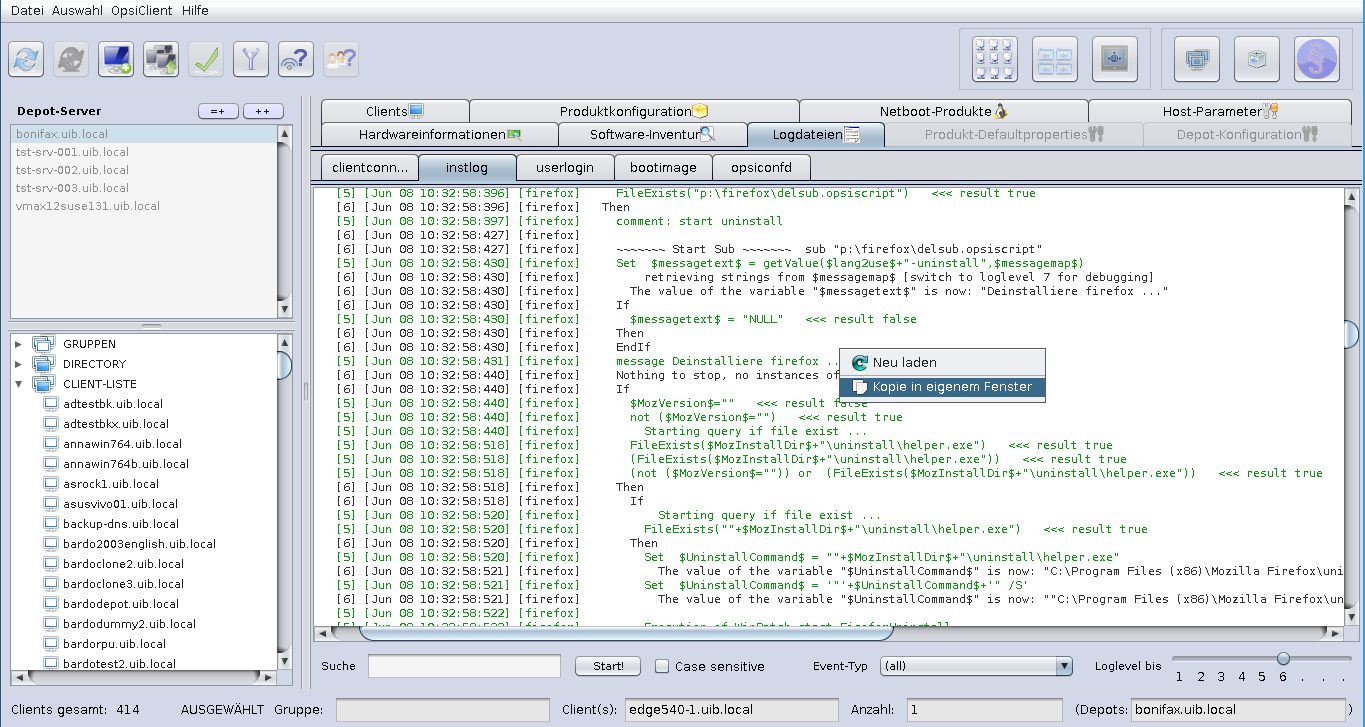 Datei Auswahl OpsiClient Hilfe
Depot-Server =+ ++
bonifax.uib.local
tst-srv-001.uib.local
tst-srv-002.uib.local
tst-srv-003.uib.local
vmax12suse131.uib.local
GRUPPEN
DIRECTORY
CLIENT-LISTE
adtestbk.uib.local
adtestbkx.uib.local
annawin764.uib.local
annawin764b.uib.local
asrock1.uib.local
asusvivo01.uib.local
backup-dns.uib.local
bardo2003english.uib.local
bardoclone2.uib.local
bardoclone3.uib.local
bardodepot.uib.local
bardodummy2.uib.local
bardorpu.uib.local
bardotest2.uib.local
Clients Produktkonfiguration Netboot-Produkte Host-Parameter
Hardwareinformationen Software-Inventur Logdateien Produkt-Defaultproperties Depot-Konfiguration
clientconn... instlog userlogin bootimage opsiconfd
[5] [Jun 08 10:32:58:396] [firefox] FileExists("p:\firefox\delsub.opsiscript") <<< result true
[6] [Jun 08 10:32:58:396] [firefox] Then
[5] [Jun 08 10:32:58:397] [firefox] comment: start uninstall
[6] [Jun 08 10:32:58:427] [firefox]
[6] [Jun 08 10:32:58:427] [firefox] ~~~~~~~ Start Sub ~~~~~~~ sub "p:\firefox\delsub.opsiscript"
[5] [Jun 08 10:32:58:430] [firefox] Set $messagetext$ = getValue($lang2use$+"-uninstall",$messagemap$)
[6] [Jun 08 10:32:58:430] [firefox] retrieving strings from $messagemap$ [switch to loglevel 7 for debugging]
[6] [Jun 08 10:32:58:430] [firefox] The value of the variable "$messagetext$" is now: "Deinstalliere firefox ..."
[6] [Jun 08 10:32:58:430] [firefox] If
[5] [Jun 08 10:32:58:430] [firefox] $messagetext$ = "NULL" <<< result false
[6] [Jun 08 10:32:58:430] [firefox] Then
[6] [Jun 08 10:32:58:430] [firefox] EndIf
[5] [Jun 08 10:32:58:431] [firefox] message Deinstalliere firefox ..
[6] [Jun 08 10:32:58:440] [firefox] Nothing to stop, no instances of
[6] [Jun 08 10:32:58:440] [firefox] If
[5] [Jun 08 10:32:58:440] [firefox] $MozVersion$="" <<< result false
[5] [Jun 08 10:32:58:440] [firefox] not ($MozVersion$="") <<< result true
[5] [Jun 08 10:32:58:440] [firefox] Starting query if file exist ...
[5] [Jun 08 10:32:58:518] [firefox] FileExists($MozInstallDir$+"\uninstall\helper.exe") <<< result true
[5] [Jun 08 10:32:58:518] [firefox] (FileExists($MozInstallDir$+"\uninstall\helper.exe")) <<< result true
[5] [Jun 08 10:32:58:518] [firefox] (not ($MozVersion$="")) or (FileExists($MozInstallDir$+"\uninstall\helper.exe")) <<< result true
[6] [Jun 08 10:32:58:518] [firefox] Then
[6] [Jun 08 10:32:58:518] [firefox] If
[5] [Jun 08 10:32:58:520] [firefox] Starting query if file exist ...
[5] [Jun 08 10:32:58:520] [firefox] FileExists(""+$MozInstallDir$+"\uninstall\helper.exe") <<< result true
[6] [Jun 08 10:32:58:520] [firefox] Then
[5] [Jun 08 10:32:58:520] [firefox] Set $UninstallCommand$ = ""+$MozInstallDir$+"\uninstall\helper.exe"
[6] [Jun 08 10:32:58:521] [firefox] The value of the variable "$UninstallCommand$" is now: "C:\Program Files (x86)\Mozilla Firefox\uni
[5] [Jun 08 10:32:58:521] [firefox] Set $UninstallCommand$ = '"'+$UninstallCommand$+'" /S'
[6] [Jun 08 10:32:58:521] [firefox] The value of the variable "$UninstallCommand$" is now: ""C:\Program Files (x86)\Mozilla Firefox\un
[5] [Jun 08 10:32:58:522] [firefox]
Neu laden
Kopie in eigenem Fenster
Suche Start! Case sensitive Event-Typ (all) Loglevel bis 1 2 3 4 5 6 . . .
Clients gesamt: 414 AUSGEWÄHLT Gruppe: Client(s): edge540-1.uib.local Anzahl: 1 (Depots: bonifax.uib.local )